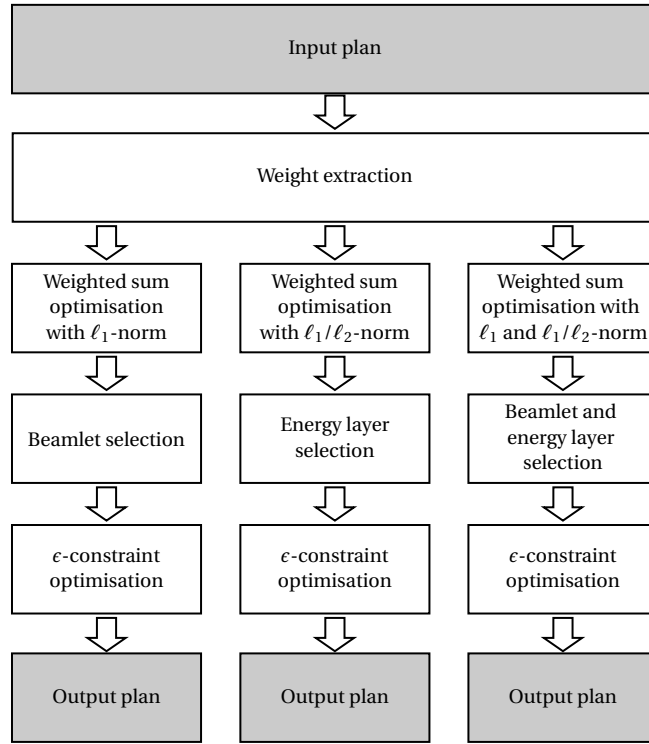 Input plan
Weight extraction
Weighted sum
optimisation
with ℓ₁-norm
Weighted sum
optimisation
with ℓ₁/ℓ₂-norm
Weighted sum
optimisation with
ℓ₁ and ℓ₁/ℓ₂-norm
Beamlet selection
Energy layer
selection
Beamlet and
energy layer
selection
ϵ-constraint
optimisation
ϵ-constraint
optimisation
ϵ-constraint
optimisation
Output plan
Output plan
Output plan